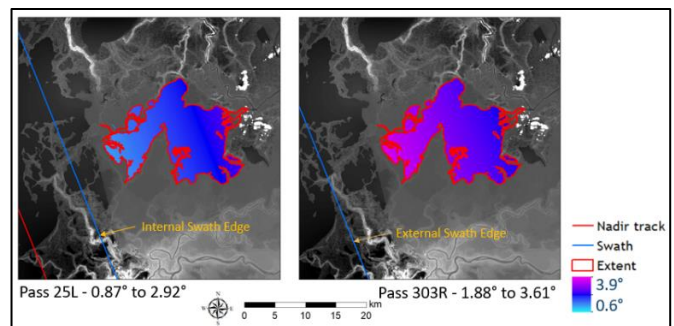 Internal Swath Edge
External Swath Edge
Pass 25L - 0.87° to 2.92°
Pass 303R - 1.88° to 3.61°
N
W
E
S
km
0
5
10
15
20
Nadir track
Swath
Extent
3.9°
0.6°